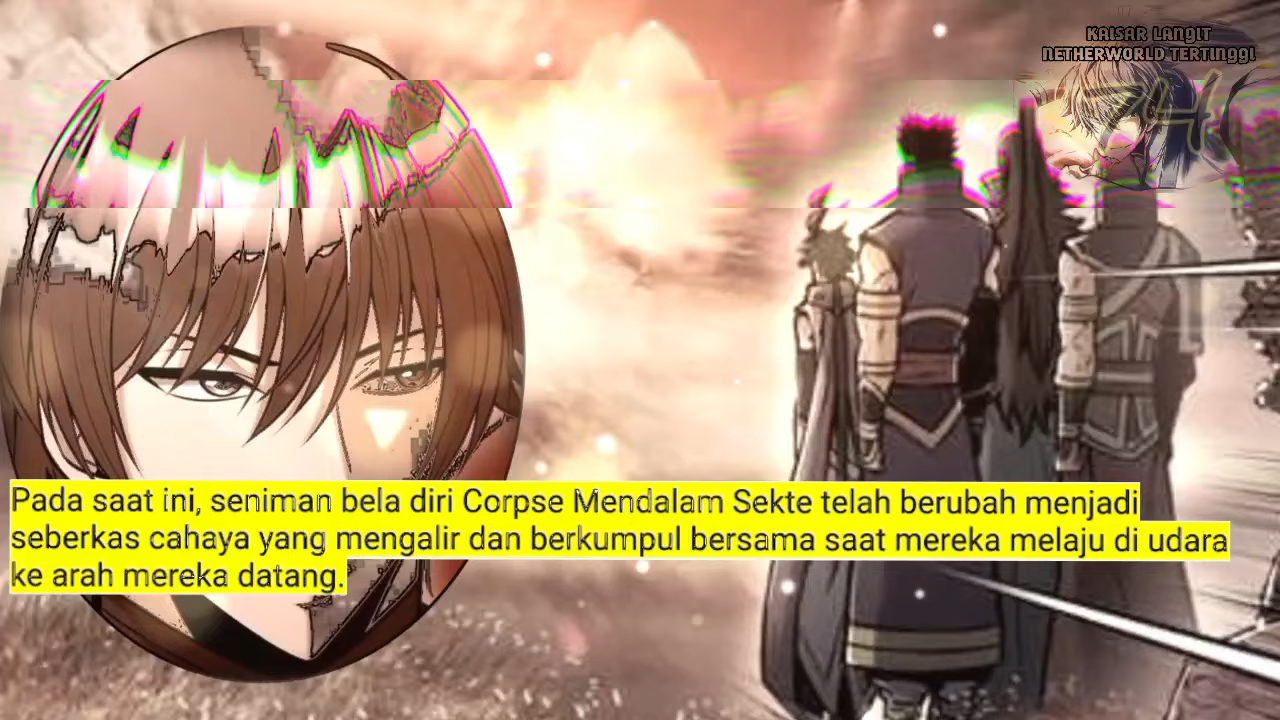 KAISAR LANGIT
NETHERWORLD TERTINGGI
Pada saat ini, seniman bela diri Corpse Mendalam Sekte telah berubah menjadi
seberkas cahaya yang mengalir dan berkumpul bersama saat mereka melaju di udara
ke arah mereka datang.